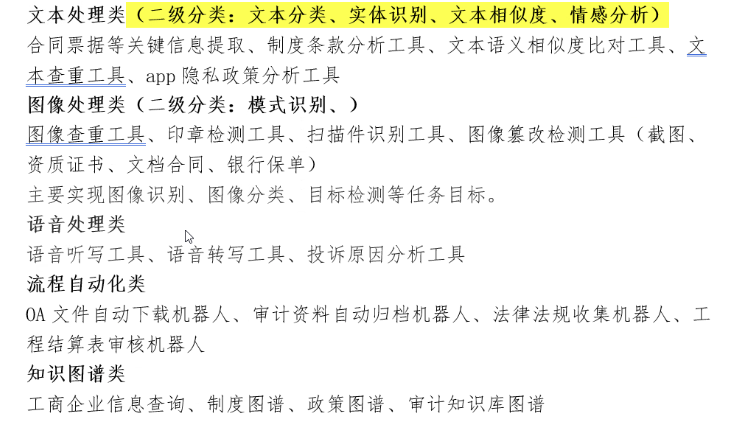 文本处理类（二级分类：文本分类、实体识别、文本相似度、情感分析）
合同票据等关键信息提取、制度条款分析工具、文本语义相似度比对工具、文
本查重工具、app 隐私政策分析工具
图像处理类（二级分类：模式识别、）
图像查重工具、印章检测工具、扫描件识别工具、图像篡改检测工具（截图、
资质证书、文档合同、银行保单）
主要实现图像识别、图像分类、目标检测等任务目标。
语音处理类
语音听写工具、语音转写工具、投诉原因分析工具
流程自动化类
OA 文件自动下载机器人、审计资料自动归档机器人、法律法规收集机器人、工
程结算表审核机器人
知识图谱类
工商企业信息查询、制度图谱、政策图谱、审计知识库图谱